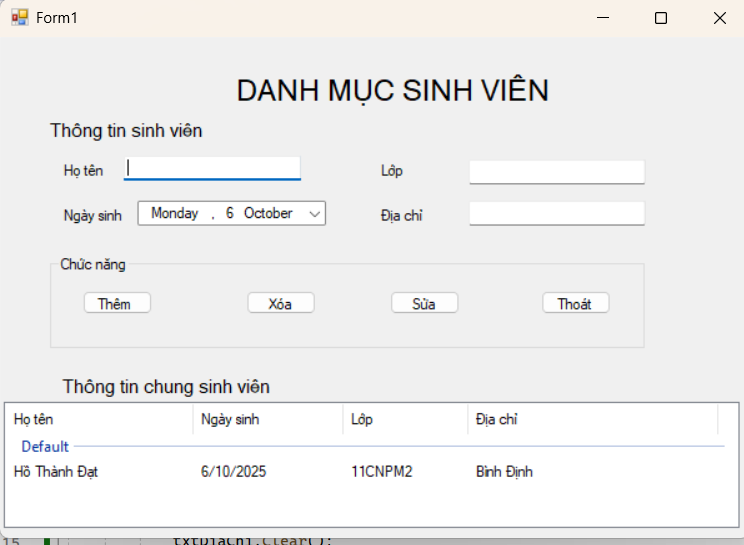 Form1
DANH MỤC SINH VIÊN
Thông tin sinh viên
Họ tên Lớp
Ngày sinh Monday , 6 October Địa chỉ
Chức năng
Thêm Xóa Sửa Thoát
Thông tin chung sinh viên
Họ tên Ngày sinh Lớp Địa chỉ
Default
Hồ Thành Đạt 6/10/2025 11CNPM2 Bình Định
15 txtDiaChi.Clear();